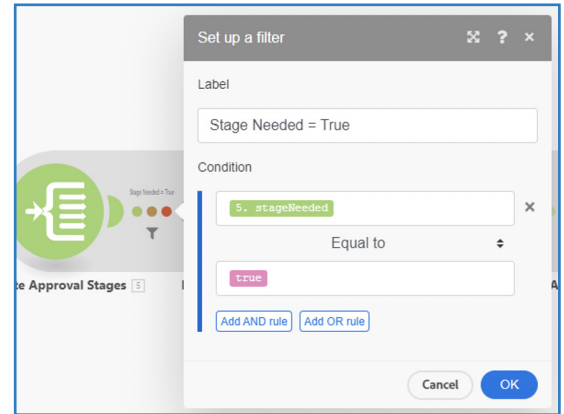 Set up a filter
Label
Stage Needed = True
Condition
5. stageNeeded
Equal to
true
Add AND rule Add OR rule
Cancel OK
Stage Needed = True
te Approval Stages 5